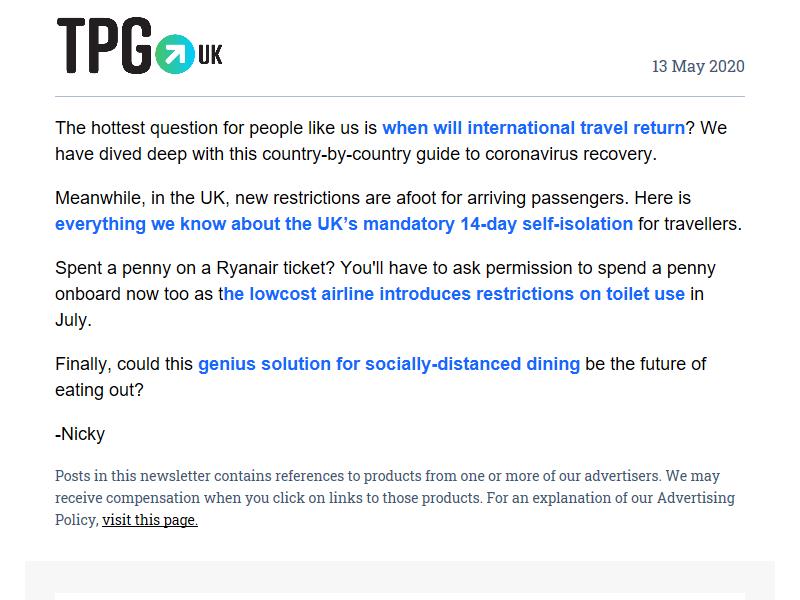 TPG UK
13 May 2020
The hottest question for people like us is when will international travel return? We
have dived deep with this country-by-country guide to coronavirus recovery.
Meanwhile, in the UK, new restrictions are afoot for arriving passengers. Here is
everything we know about the UK’s mandatory 14-day self-isolation for travellers.
Spent a penny on a Ryanair ticket? You'll have to ask permission to spend a penny
onboard now too as the lowcost airline introduces restrictions on toilet use in
July.
Finally, could this genius solution for socially-distanced dining be the future of
eating out?
-Nicky
Posts in this newsletter contains references to products from one or more of our advertisers. We may
receive compensation when you click on links to those products. For an explanation of our Advertising
Policy, visit this page.